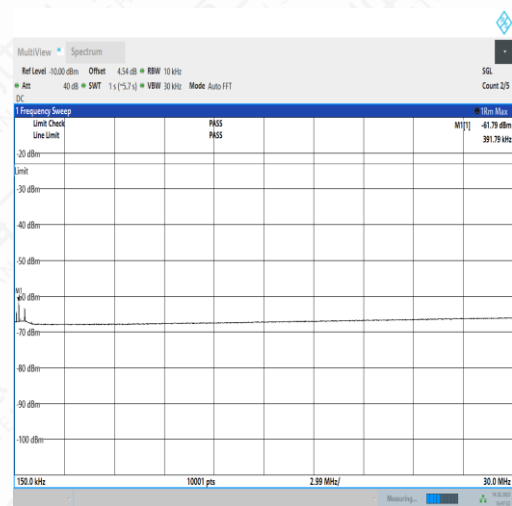 MultiView Spectrum
Ref Level -10.00 dBm Offset 4.54 dB RBW 10 kHz SGL
Att 40 dB SWT 1 s (~5.7 s) VBW 30 kHz Mode Auto FFT Count 2/5
DC
1 Frequency Sweep 1Rm Max
Limit Check PASS M1[1] -61.79 dBm
Line Limit PASS 391.79 kHz
-20 dBm
Limit
-30 dBm
-40 dBm
-50 dBm
M1
-60 dBm
-70 dBm
-80 dBm
-90 dBm
-100 dBm
150.0 kHz 10001 pts 2.99 MHz/ 30.0 MHz
Measuring...